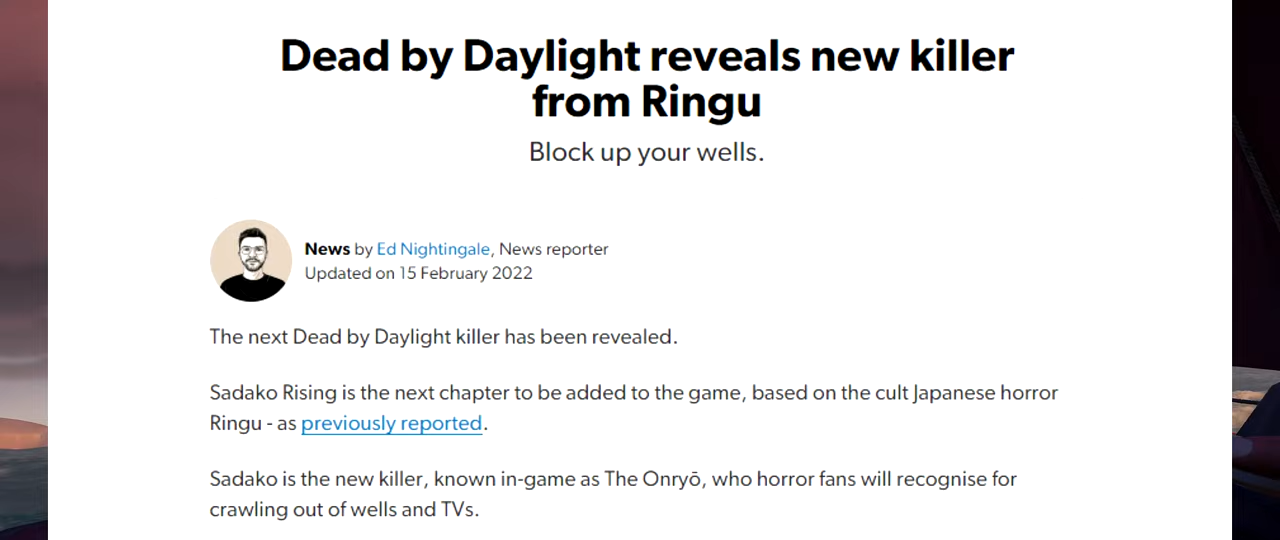 Dead by Daylight reveals new killer
from Ringu
Block up your wells.
News by Ed Nightingale, News reporter
Updated on 15 February 2022
The next Dead by Daylight killer has been revealed.
Sadako Rising is the next chapter to be added to the game, based on the cult Japanese horror
Ringu - as previously reported.
Sadako is the new killer, known in-game as The Onryō, who horror fans will recognise for
crawling out of wells and TVs.